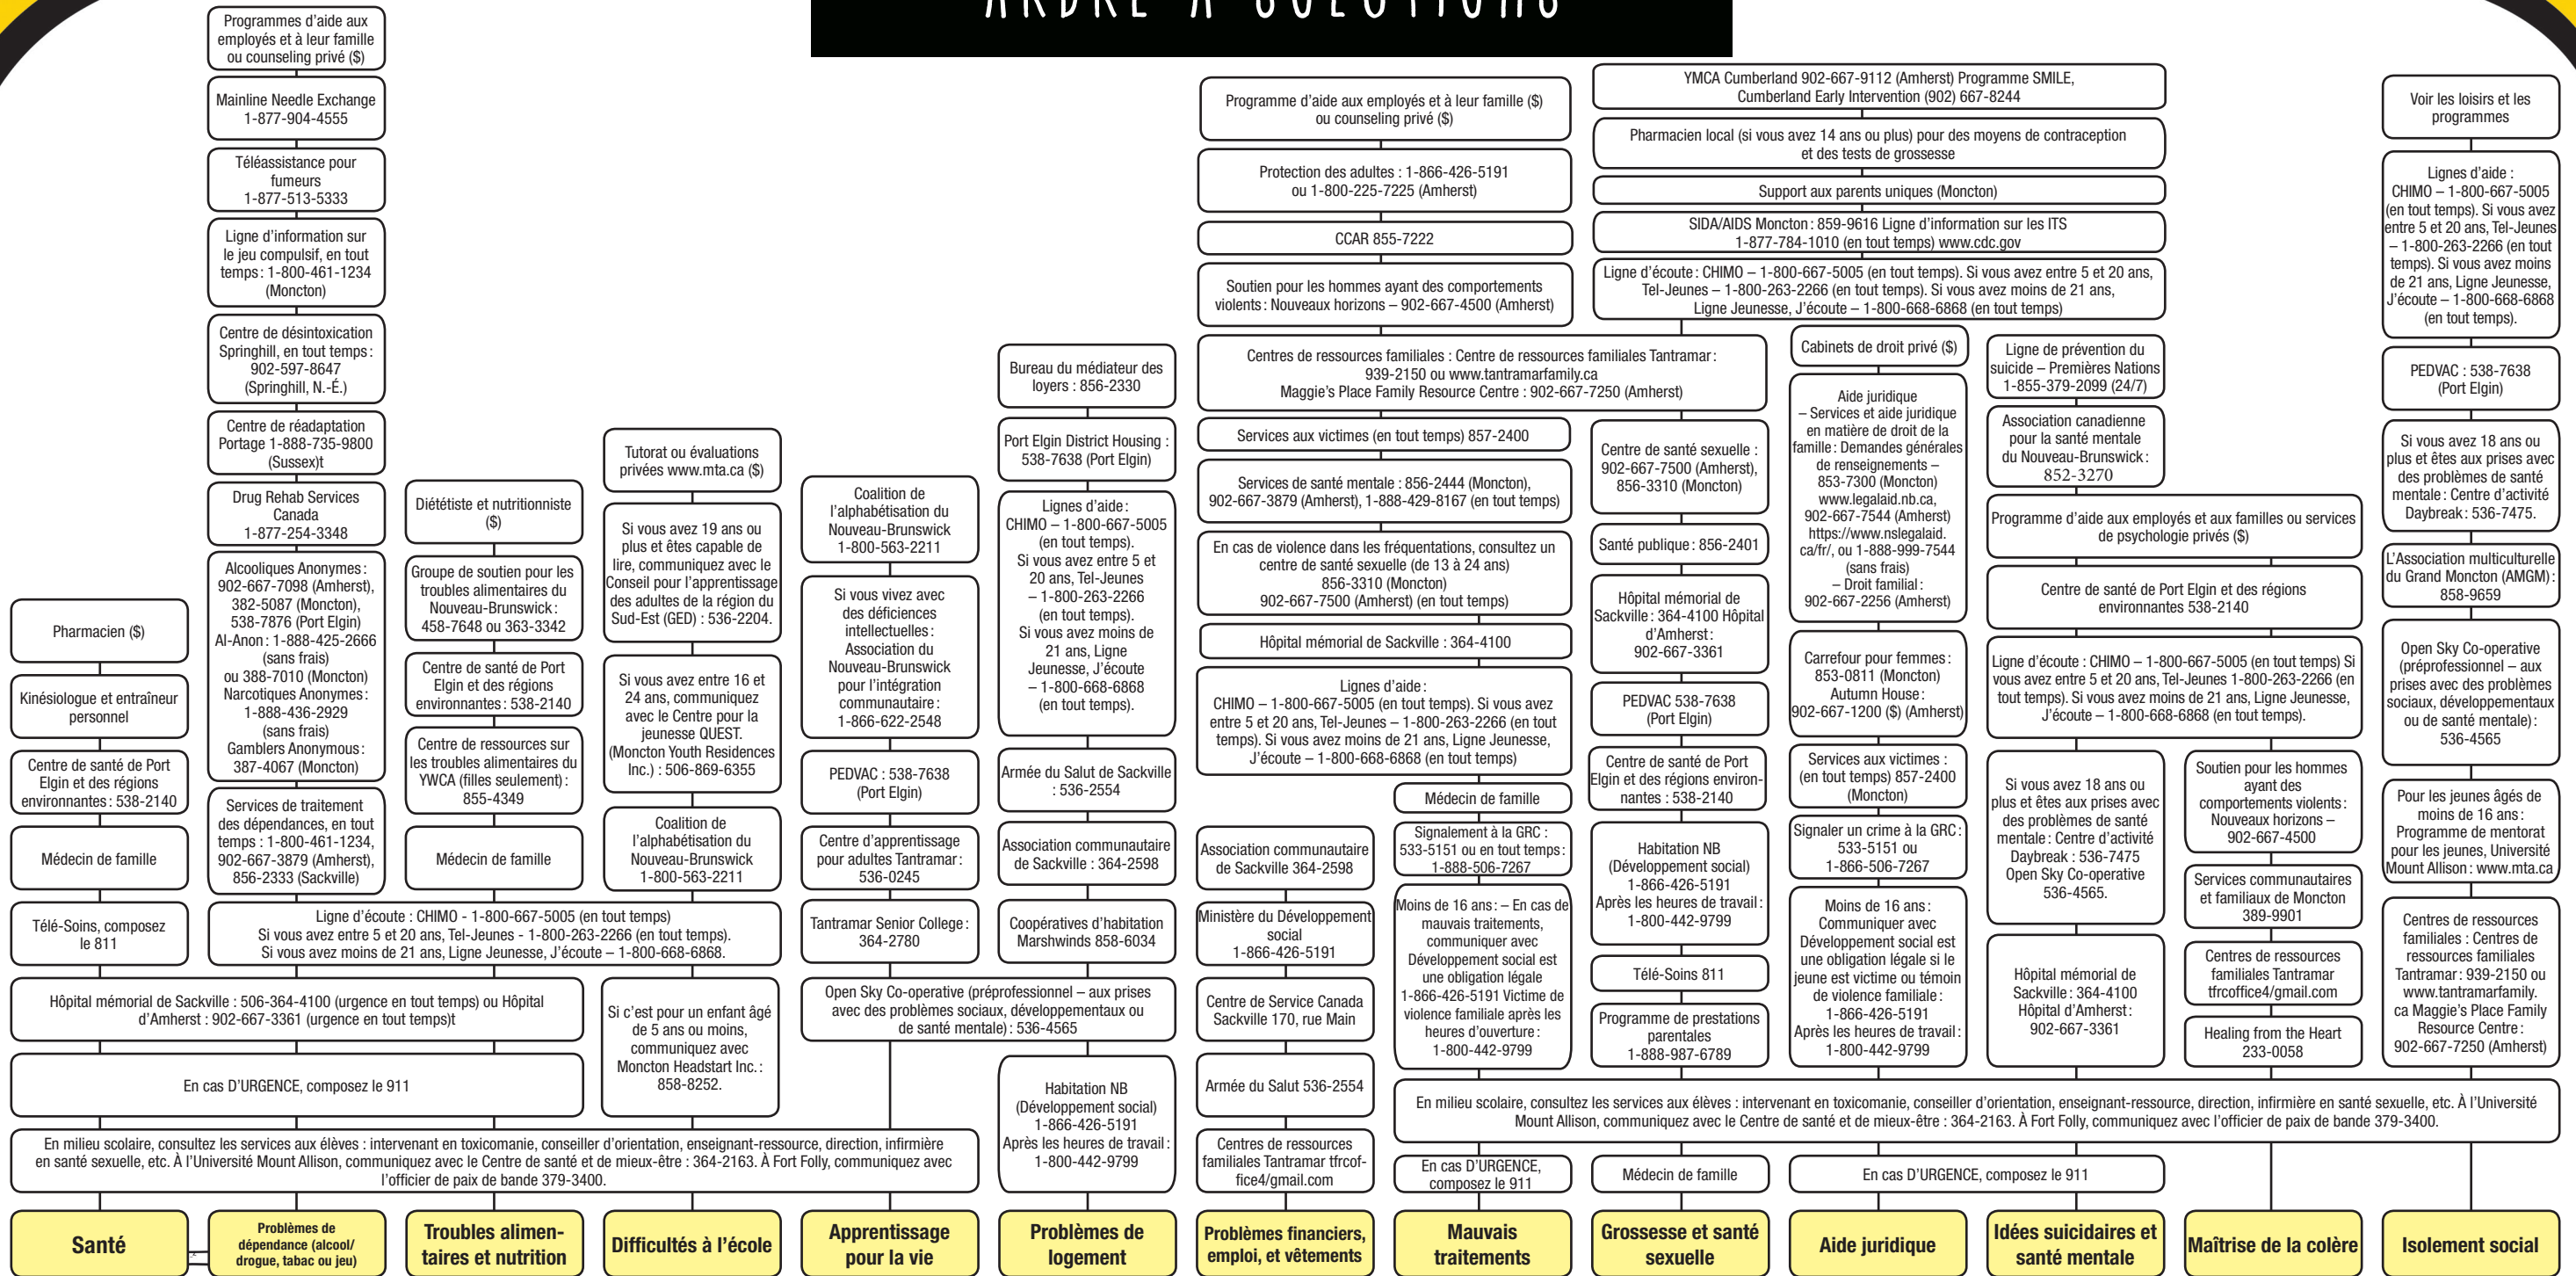 ARBRE À SOLUTIONS
Pharmacien ($)
Kinésiologue et entraîneur
personnel
Centre de santé de Port
Elgin et des régions
environnantes : 538-2140
Médecin de famille
Télé-Soins, composez
le 811
Programmes d'aide aux
employés et à leur famille
ou counseling privé ($)
Mainline Needle Exchange
1-877-904-4555
Téléassistance pour
fumeurs
1-877-513-5333
Ligne d'information sur
le jeu compulsif, en tout
temps : 1-800-461-1234
(Moncton)
Centre de désintoxication
Springhill, en tout temps :
902-597-8647
(Springhill, N.-É.)
Centre de réadaptation
Portage 1-888-735-9800
(Sussex)t
Drug Rehab Services
Canada
1-877-254-3348
Alcooliques Anonymes :
902-667-7098 (Amherst),
382-5087 (Moncton),
538-7876 (Port Elgin)
Al-Anon : 1-888-425-2666
(sans frais)
ou 388-7010 (Moncton)
Narcotiques Anonymes :
1-888-436-2929
(sans frais)
Gamblers Anonymous :
387-4067 (Moncton)
Services de traitement
des dépendances, en tout
temps : 1-800-461-1234,
902-667-3879 (Amherst),
856-2333 (Sackville)
Diététiste et nutritionniste
($)
Groupe de soutien pour les
troubles alimentaires du
Nouveau-Brunswick :
458-7648 ou 363-3342
Centre de santé de Port
Elgin et des régions
environnantes : 538-2140
Centre de ressources sur
les troubles alimentaires du
YWCA (filles seulement) :
855-4349
Médecin de famille
Tutorat ou évaluations
privées www.mta.ca ($)
Si vous avez 19 ans ou
plus et êtes capable de
lire, communiquez avec le
Conseil pour l'apprentissage
des adultes de la région du
Sud-Est (GED) : 536-2204.
Si vous avez entre 16 et
24 ans, communiquez
avec le Centre pour la
jeunesse QUEST.
(Moncton Youth Residences
Inc.) : 506-869-6355
Coalition de
l'alphabétisation du
Nouveau-Brunswick
1-800-563-2211
Ligne d'écoute : CHIMO - 1-800-667-5005 (en tout temps)
Si vous avez entre 5 et 20 ans, Tel-Jeunes - 1-800-263-2266 (en tout temps).
Si vous avez moins de 21 ans, Ligne Jeunesse, J'écoute – 1-800-668-6868.
Hôpital mémorial de Sackville : 506-364-4100 (urgence en tout temps) ou Hôpital
d'Amherst : 902-667-3361 (urgence en tout temps)t
En cas D'URGENCE, composez le 911
Si c'est pour un enfant âgé
de 5 ans ou moins,
communiquez avec
Moncton Headstart Inc. :
858-8252.
Coalition de
l'alphabétisation du
Nouveau-Brunswick
1-800-563-2211
Si vous vivez avec
des déficiences
intellectuelles :
Association du
Nouveau-Brunswick
pour l'intégration
communautaire :
1-866-622-2548
PEDVAC : 538-7638
(Port Elgin)
Centre d'apprentissage
pour adultes Tantramar :
536-0245
Tantramar Senior College :
364-2780
En milieu scolaire, consultez les services aux élèves : intervenant en toxicomanie, conseiller d'orientation, enseignant-ressource, direction, infirmière
en santé sexuelle, etc. À l'Université Mount Allison, communiquez avec le Centre de santé et de mieux-être : 364-2163. À Fort Folly, communiquez avec
l'officier de paix de bande 379-3400.
Bureau du médiateur des
loyers : 856-2330
Port Elgin District Housing :
538-7638 (Port Elgin)
Lignes d'aide :
CHIMO – 1-800-667-5005
(en tout temps).
Si vous avez entre 5 et
20 ans, Tel-Jeunes
– 1-800-263-2266
(en tout temps).
Si vous avez moins de
21 ans, Ligne
Jeunesse, J'écoute
– 1-800-668-6868
(en tout temps).
Armée du Salut de Sackville
: 536-2554
Association communautaire
de Sackville : 364-2598
Coopératives d'habitation
Marshwinds 858-6034
Open Sky Co-operative (préprofessionnel – aux prises
avec des problèmes sociaux, développementaux ou
de santé mentale) : 536-4565
Habitation NB
(Développement social)
1-866-426-5191
Après les heures de travail :
1-800-442-9799
Programme d'aide aux employés et à leur famille ($)
ou counseling privé ($)
Protection des adultes : 1-866-426-5191
ou 1-800-225-7225 (Amherst)
CCAR 855-7222
Soutien pour les hommes ayant des comportements
violents : Nouveaux horizons – 902-667-4500 (Amherst)
Centres de ressources familiales : Centre de ressources familiales Tantramar :
939-2150 ou www.tantramarfamily.ca
Maggie's Place Family Resource Centre : 902-667-7250 (Amherst)
Services aux victimes (en tout temps) 857-2400
Services de santé mentale : 856-2444 (Moncton),
902-667-3879 (Amherst), 1-888-429-8167 (en tout temps)
En cas de violence dans les fréquentations, consultez un
centre de santé sexuelle (de 13 à 24 ans)
856-3310 (Moncton)
902-667-7500 (Amherst) (en tout temps)
Hôpital mémorial de Sackville : 364-4100
Lignes d'aide :
CHIMO – 1-800-667-5005 (en tout temps). Si vous avez
entre 5 et 20 ans, Tel-Jeunes – 1-800-263-2266 (en tout
temps). Si vous avez moins de 21 ans, Ligne Jeunesse,
J'écoute – 1-800-668-6868 (en tout temps)
Association communautaire
de Sackville 364-2598
Ministère du Développement
social
1-866-426-5191
Centre de Service Canada
Sackville 170, rue Main
Armée du Salut 536-2554
Centres de ressources
familiales Tantramar tfrcof-
fice4/gmail.com
Médecin de famille
Signalement à la GRC :
533-5151 ou en tout temps :
1-888-506-7267
Moins de 16 ans : – En cas de
mauvais traitements,
communiquer avec
Développement social est
une obligation légale
1-866-426-5191 Victime de
violence familiale après les
heures d'ouverture :
1-800-442-9799
YMCA Cumberland 902-667-9112 (Amherst) Programme SMILE,
Cumberland Early Intervention (902) 667-8244
Pharmacien local (si vous avez 14 ans ou plus) pour des moyens de contraception
et des tests de grossesse
Support aux parents uniques (Moncton)
SIDA/AIDS Moncton : 859-9616 Ligne d'information sur les ITS
1-877-784-1010 (en tout temps) www.cdc.gov
Ligne d'écoute : CHIMO – 1-800-667-5005 (en tout temps). Si vous avez entre 5 et 20 ans,
Tel-Jeunes – 1-800-263-2266 (en tout temps). Si vous avez moins de 21 ans,
Ligne Jeunesse, J'écoute – 1-800-668-6868 (en tout temps)
Centre de santé sexuelle :
902-667-7500 (Amherst),
856-3310 (Moncton)
Santé publique : 856-2401
Hôpital mémorial de
Sackville : 364-4100 Hôpital
d'Amherst :
902-667-3361
PEDVAC 538-7638
(Port Elgin)
Centre de santé de Port
Elgin et des régions environ-
nantes : 538-2140
Habitation NB
(Développement social)
1-866-426-5191
Après les heures de travail :
1-800-442-9799
Télé-Soins 811
Programme de prestations
parentales
1-888-987-6789
Cabinets de droit privé ($)
Aide juridique
– Services et aide juridique
en matière de droit de la
famille : Demandes générales
de renseignements –
853-7300 (Moncton)
www.legalaid.nb.ca,
902-667-7544 (Amherst)
https://www.nslegalaid.
ca/fr/, ou 1-888-999-7544
(sans frais)
– Droit familial :
902-667-2256 (Amherst)
Carrefour pour femmes :
853-0811 (Moncton)
Autumn House :
902-667-1200 ($) (Amherst)
Services aux victimes :
(en tout temps) 857-2400
(Moncton)
Signaler un crime à la GRC :
533-5151 ou
1-866-506-7267
Moins de 16 ans :
Communiquer avec
Développement social est
une obligation légale si le
jeune est victime ou témoin
de violence familiale :
1-866-426-5191
Après les heures de travail :
1-800-442-9799
Ligne de prévention du
suicide – Premières Nations
1-855-379-2099 (24/7)
Association canadienne
pour la santé mentale
du Nouveau-Brunswick :
852-3270
Programme d'aide aux employés et aux familles ou services
de psychologie privés ($)
Centre de santé de Port Elgin et des régions
environnantes 538-2140
Ligne d'écoute : CHIMO – 1-800-667-5005 (en tout temps) Si
vous avez entre 5 et 20 ans, Tel-Jeunes 1-800-263-2266 (en
tout temps). Si vous avez moins de 21 ans, Ligne Jeunesse,
J'écoute – 1-800-668-6868 (en tout temps).
Si vous avez 18 ans ou
plus et êtes aux prises avec
des problèmes de santé
mentale : Centre d'activité
Daybreak : 536-7475
Open Sky Co-operative
536-4565.
Hôpital mémorial de
Sackville : 364-4100
Hôpital d'Amherst :
902-667-3361
Soutien pour les hommes
ayant des
comportements violents :
Nouveaux horizons –
902-667-4500
Services communautaires
et familiaux de Moncton
389-9901
Centres de ressources
familiales Tantramar
tfrcoffice4/gmail.com
Healing from the Heart
233-0058
Voir les loisirs et les
programmes
Lignes d'aide :
CHIMO – 1-800-667-5005
(en tout temps). Si vous avez
entre 5 et 20 ans, Tel-Jeunes
– 1-800-263-2266 (en tout
temps). Si vous avez moins
de 21 ans, Ligne Jeunesse,
J'écoute – 1-800-668-6868
(en tout temps).
PEDVAC : 538-7638
(Port Elgin)
Si vous avez 18 ans ou
plus et êtes aux prises avec
des problèmes de santé
mentale : Centre d'activité
Daybreak : 536-7475.
L'Association multiculturelle
du Grand Moncton (AMGM) :
858-9659
Open Sky Co-operative
(préprofessionnel – aux
prises avec des problèmes
sociaux, développementaux
ou de santé mentale) :
536-4565
Pour les jeunes âgés de
moins de 16 ans :
Programme de mentorat
pour les jeunes, Université
Mount Allison : www.mta.ca
Centres de ressources
familiales : Centres de
ressources familiales
Tantramar : 939-2150 ou
www.tantramarfamily.
ca Maggie's Place Family
Resource Centre :
902-667-7250 (Amherst)
En milieu scolaire, consultez les services aux élèves : intervenant en toxicomanie, conseiller d'orientation, enseignant-ressource, direction, infirmière en santé sexuelle, etc. À l'Université
Mount Allison, communiquez avec le Centre de santé et de mieux-être : 364-2163. À Fort Folly, communiquez avec l'officier de paix de bande 379-3400.
En cas D'URGENCE,
composez le 911
Médecin de famille
En cas D'URGENCE, composez le 911
Santé
Problèmes de
dépendance (alcool/
drogue, tabac ou jeu)
Troubles alimen-
taires et nutrition
Difficultés à l'école
Apprentissage
pour la vie
Problèmes de
logement
Problèmes financiers,
emploi, et vêtements
Mauvais
traitements
Grossesse et santé
sexuelle
Aide juridique
Idées suicidaires et
santé mentale
Maîtrise de la colère
Isolement social